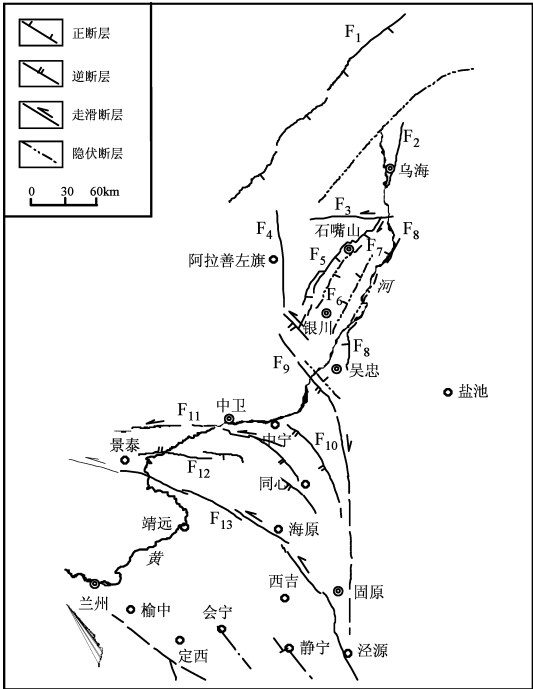 正断层
逆断层
走滑断层
隐伏断层
0 30 60km
F1
F2
乌海
F3
F4
石嘴山
F8
F7
阿拉善左旗
F5
河
F6
银川
F8
F9
吴忠
盐池
中卫
F11
中宁
F10
景泰
F12
同心
F13
靖远
海原
黄
西吉
固原
兰州
榆中
会宁
定西
静宁
泾源